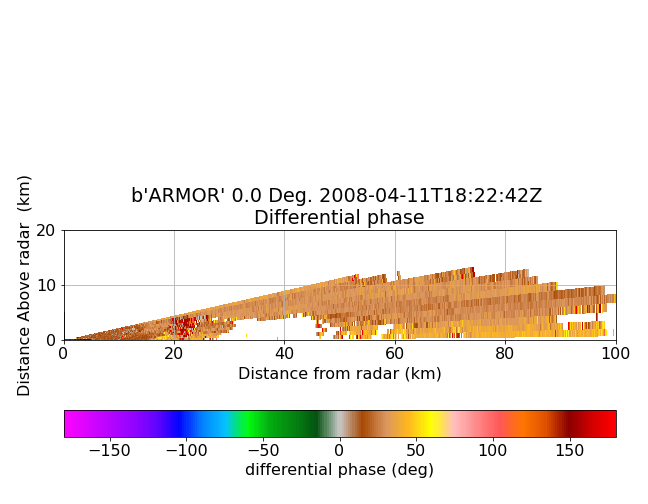 b'ARMOR' 0.0 Deg. 2008-04-11T18:22:42Z
Differential phase
Distance Above radar (km)
20
10
0
0 20 40 60 80 100
Distance from radar (km)
−150 −100 −50 0 50 100 150
differential phase (deg)